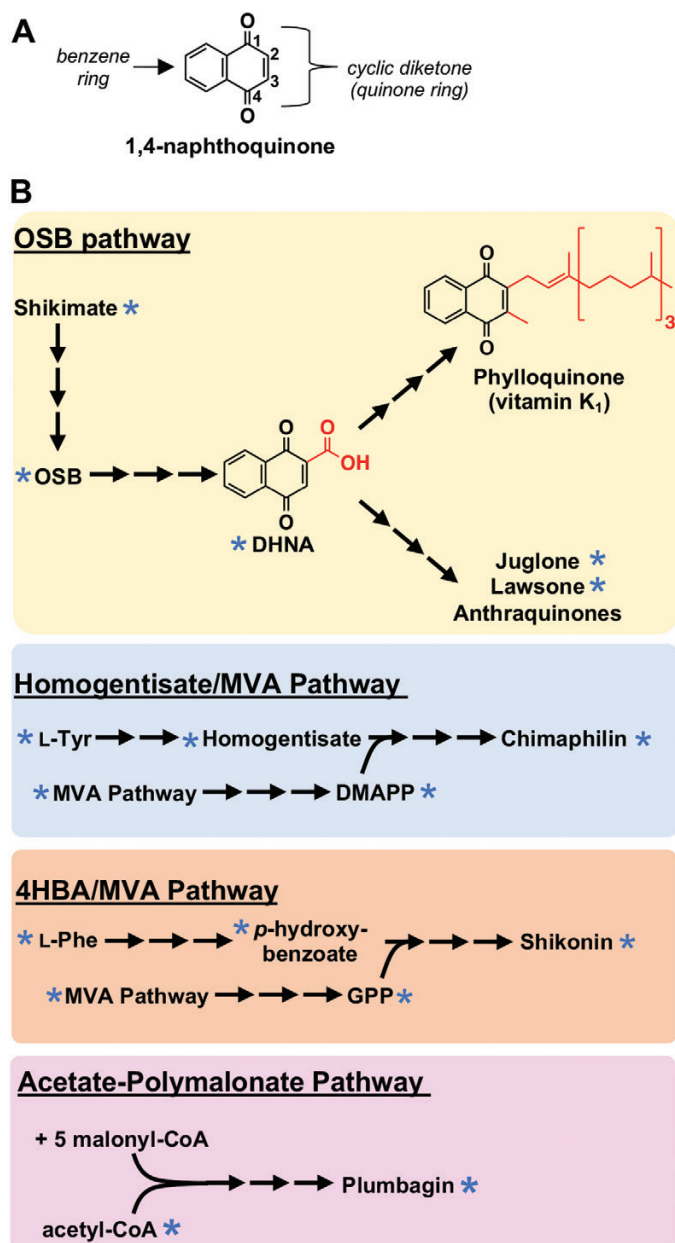 A
benzene
ring
O
1
2
3
4
O
cyclic diketone
(quinone ring)
1,4-naphthoquinone
B
OSB pathway
Shikimate *
* OSB
O
O
OH
O
* DHNA
O
O
3
Phylloquinone
(vitamin K₁)
Juglone *
Lawsone *
Anthraquinones
Homogentisate/MVA Pathway
* L-Tyr * Homogentisate Chimaphilin *
* MVA Pathway DMAPP *
4HBA/MVA Pathway
* L-Phe * p-hydroxy-
benzoate Shikonin *
* MVA Pathway GPP *
Acetate-Polymalonate Pathway
+ 5 malonyl-CoA
Plumbagin *
acetyl-CoA *